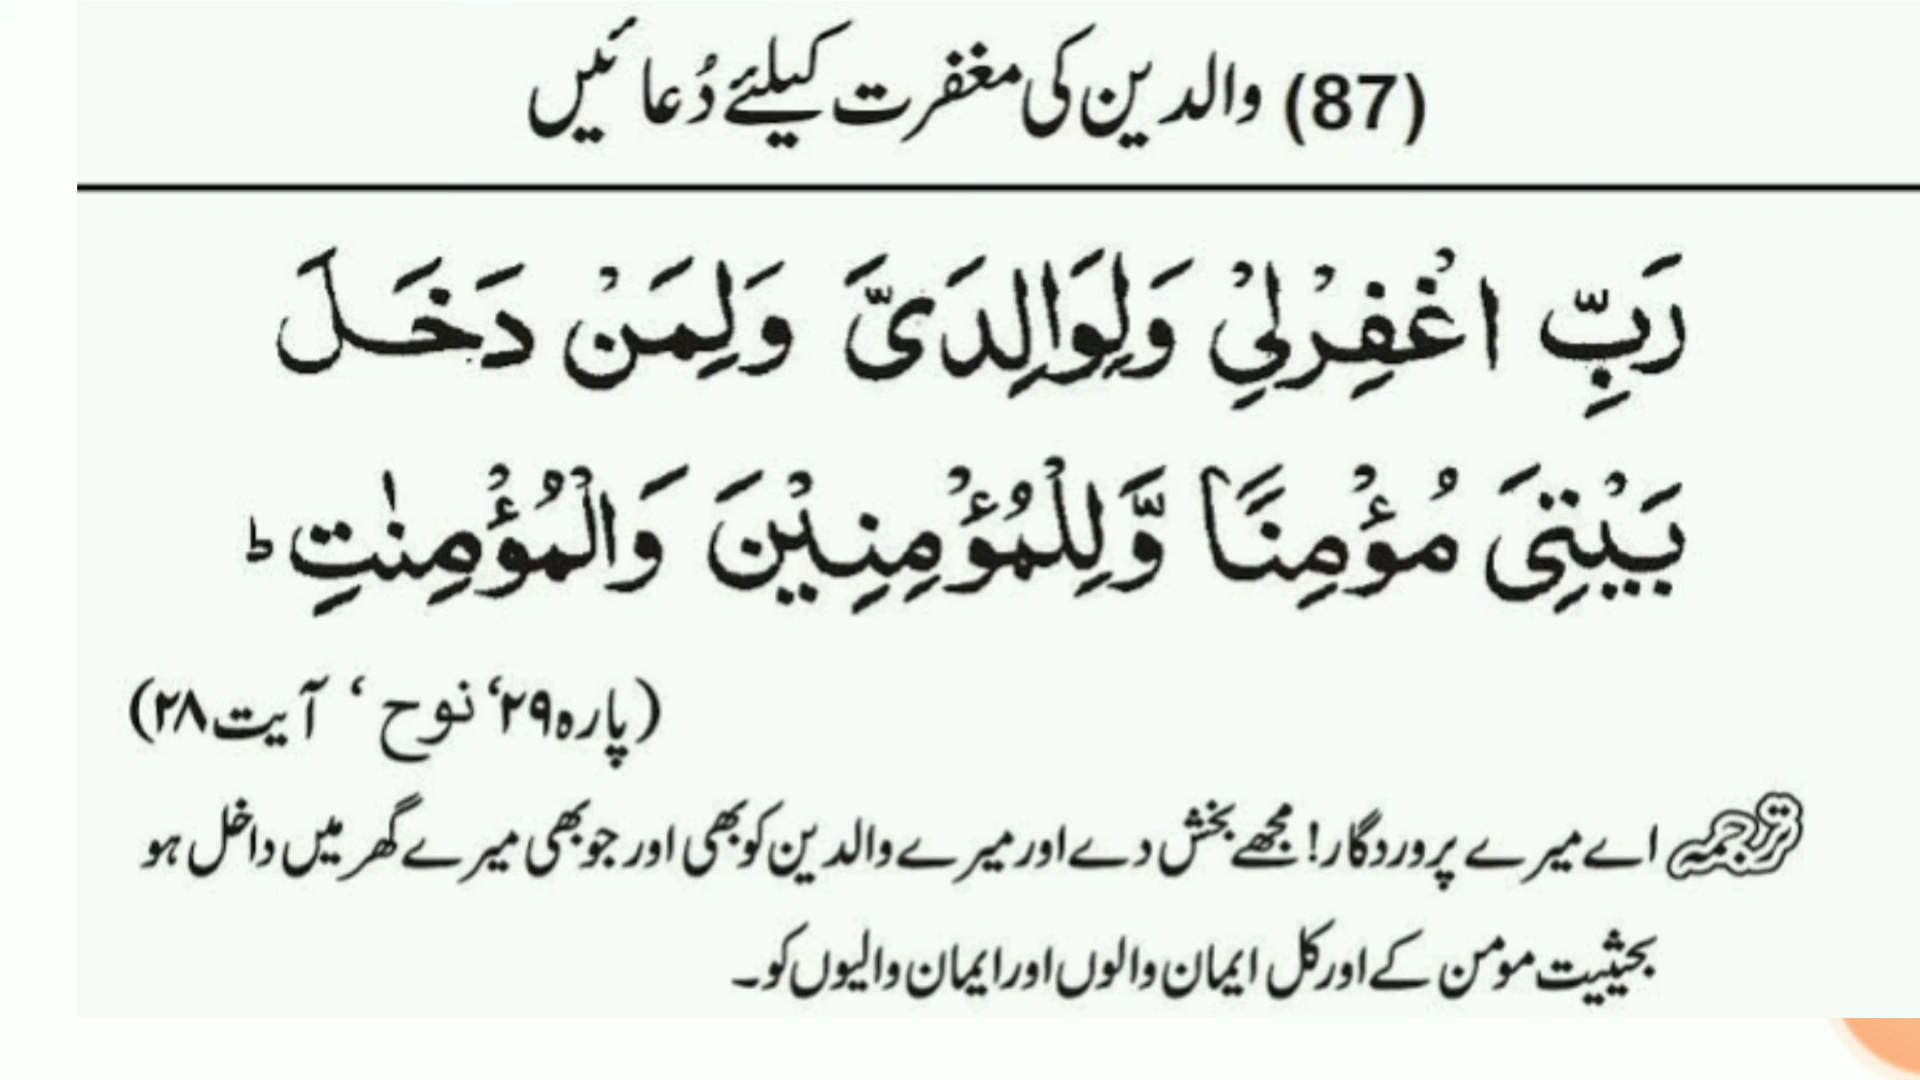 (87) والدین کی مغفرت کیلئے دُعائیں
رَبِّ اغْفِرْلِیْ وَلِوَالِدَیَّ وَلِمَنْ دَخَلَ
بَیْتِیَ مُؤْمِنًا وَّلِلْمُؤْمِنِیْنَ وَالْمُؤْمِنٰتِ ؕ
(پارہ ۲۹‘ نوح ‘ آیت ۲۸)
ترجمہ اے میرے پروردگار! مجھے بخش دے اور میرے والدین کو بھی اور جو بھی میرے گھر میں داخل ہو
بحیثیت مومن کے اور کل ایمان والوں اور ایمان والیوں کو۔